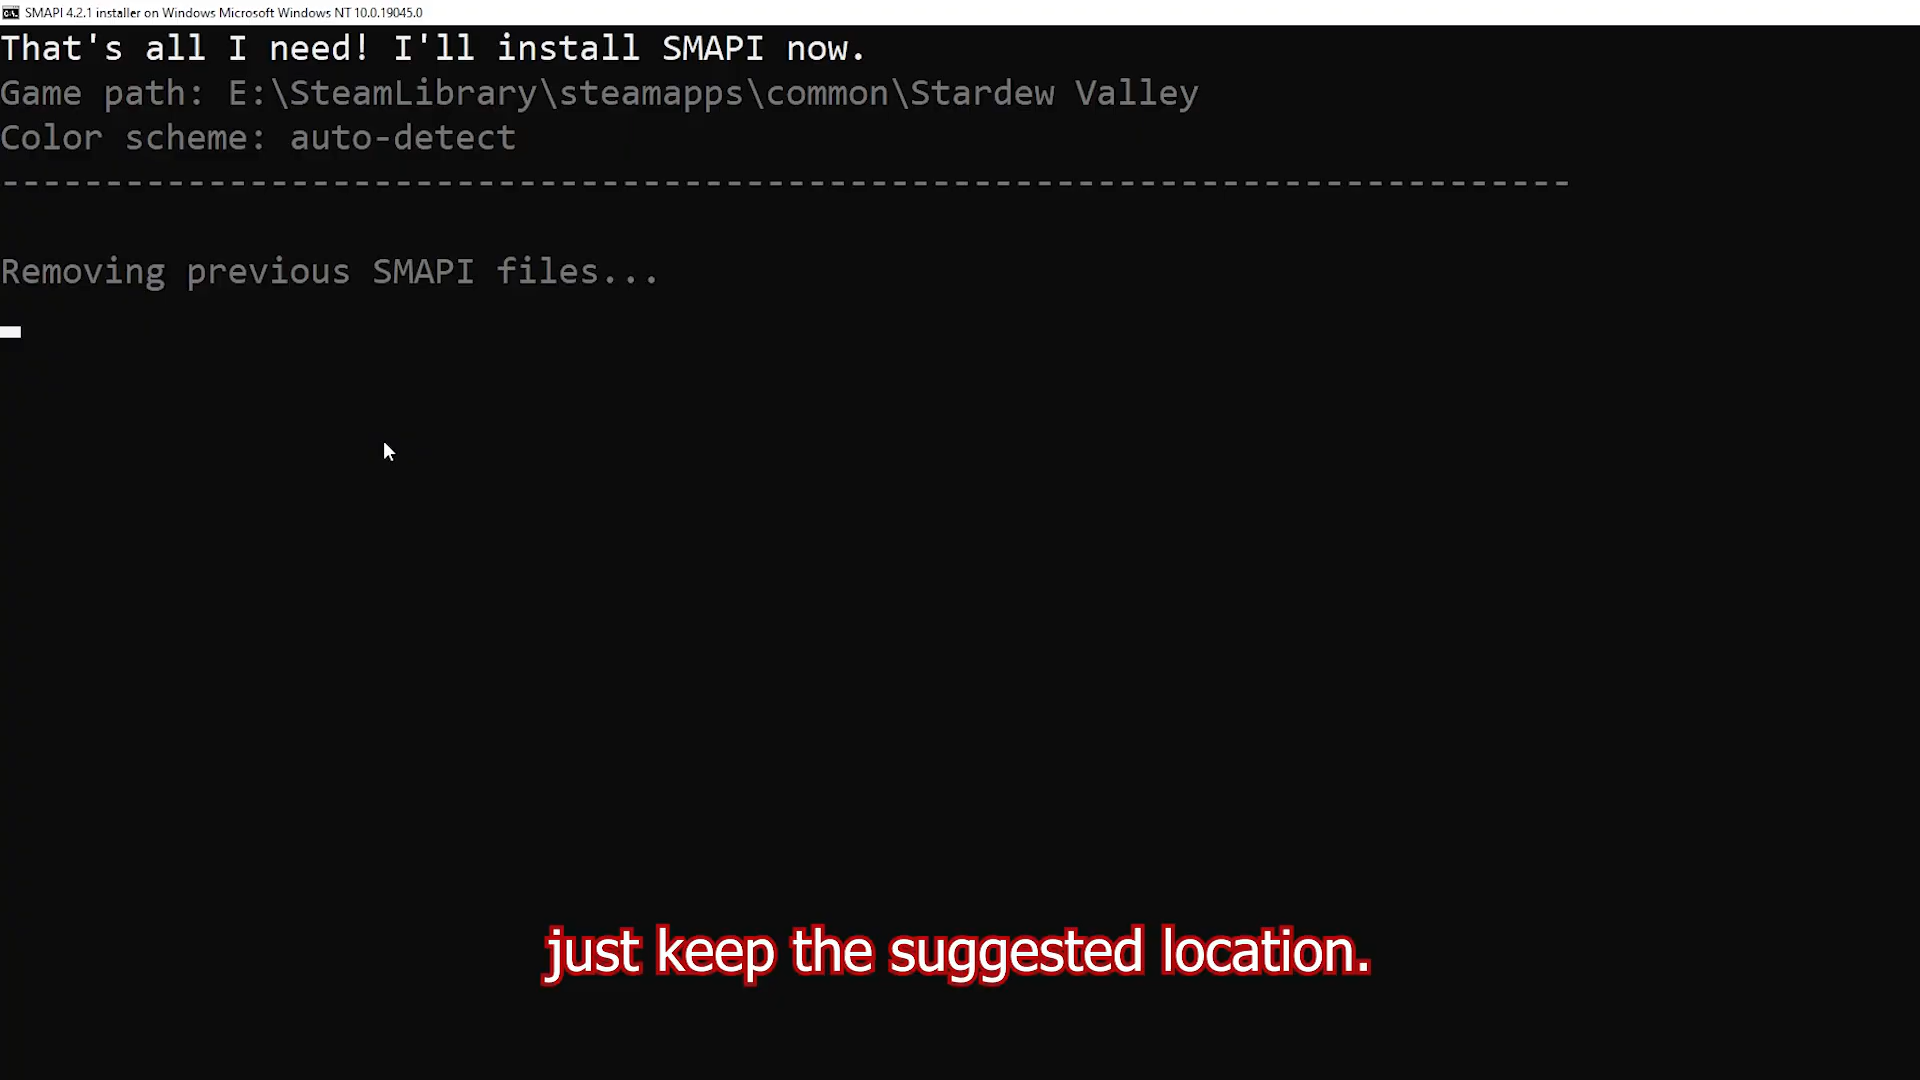 SMAPI 4.2.1 installer on Windows Microsoft Windows NT 10.0.19045.0
That's all I need! I'll install SMAPI now.
Game path: E:\SteamLibrary\steamapps\common\Stardew Valley
Color scheme: auto-detect
----------------------------------------------------------------------------
Removing previous SMAPI files...
just keep the suggested location.